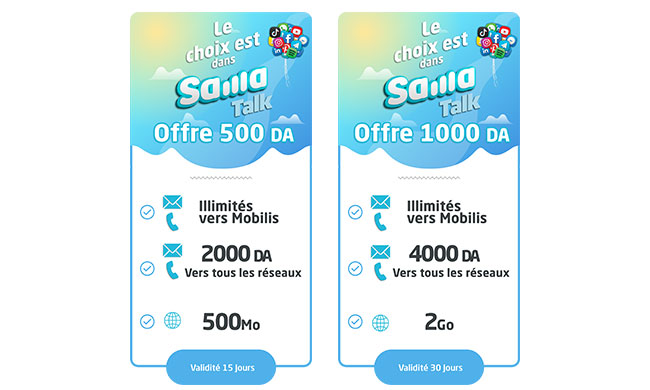 Le
choix est
dans
Sama
Talk
Offre 500 DA
Illimités
vers Mobilis
2000 DA
Vers tous les réseaux
500Mo
Validité 15 Jours
Le
choix est
dans
Sama
Talk
Offre 1000 DA
Illimités
vers Mobilis
4000 DA
Vers tous les réseaux
2Go
Validité 30 Jours